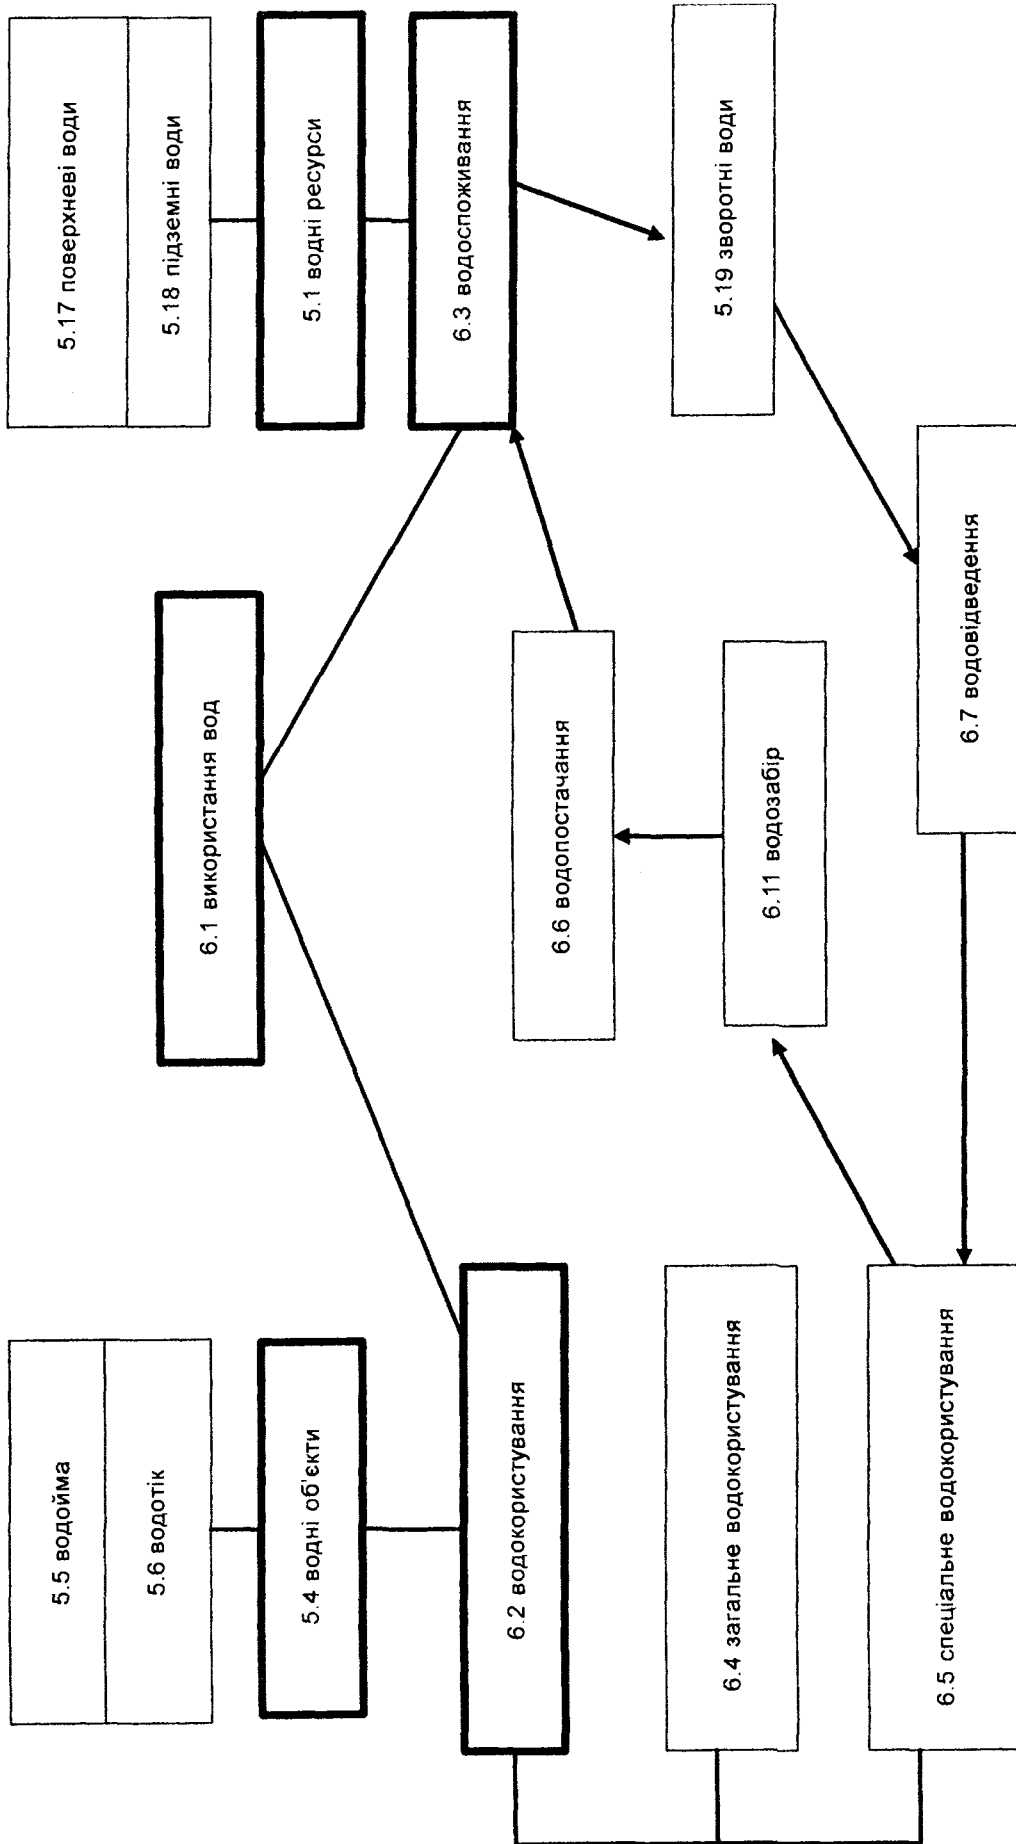 5.5 водойма
5.6 водотік
5.4 водні об'єкти
6.2 водокористування
6.4 загальне водокористування
6.5 спеціальне водокористування
6.1 використання вод
6.6 водопостачання
6.11 водозабір
6.7 водовідведення
5.17 поверхневі води
5.18 підземні води
5.1 водні ресурси
6.3 водоспоживання
5.19 зворотні води